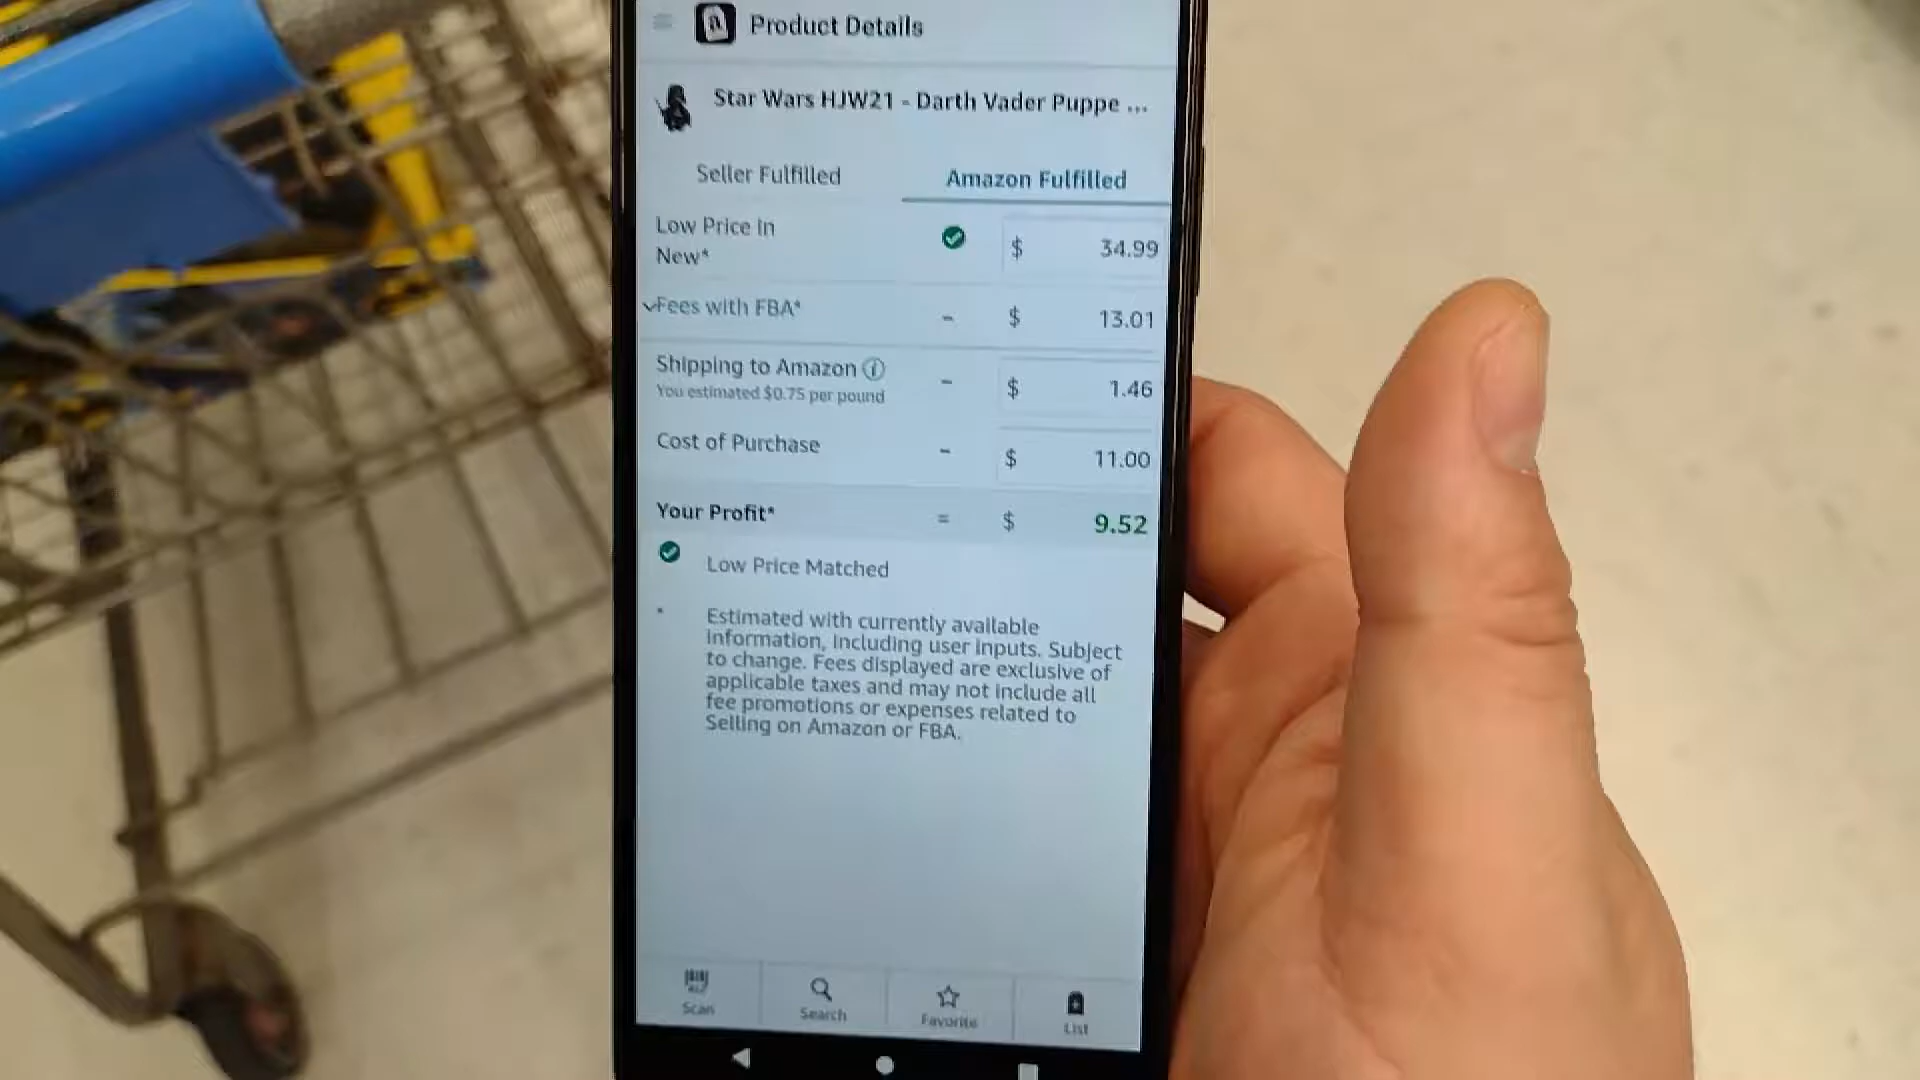 Product Details
Star Wars HJW21 - Darth Vader Puppe ...
Seller Fulfilled
Amazon Fulfilled
Low Price in
New*
$ 34.99
Fees with FBA*
- $ 13.01
Shipping to Amazon
You estimated $0.75 per pound
- $ 1.46
Cost of Purchase
- $ 11.00
Your Profit*
= $ 9.52
Low Price Matched
* Estimated with currently available
information, including user inputs. Subject
to change. Fees displayed are exclusive of
applicable taxes and may not include all
fee promotions or expenses related to
Selling on Amazon or FBA.
Scan
Search
Favorite
List